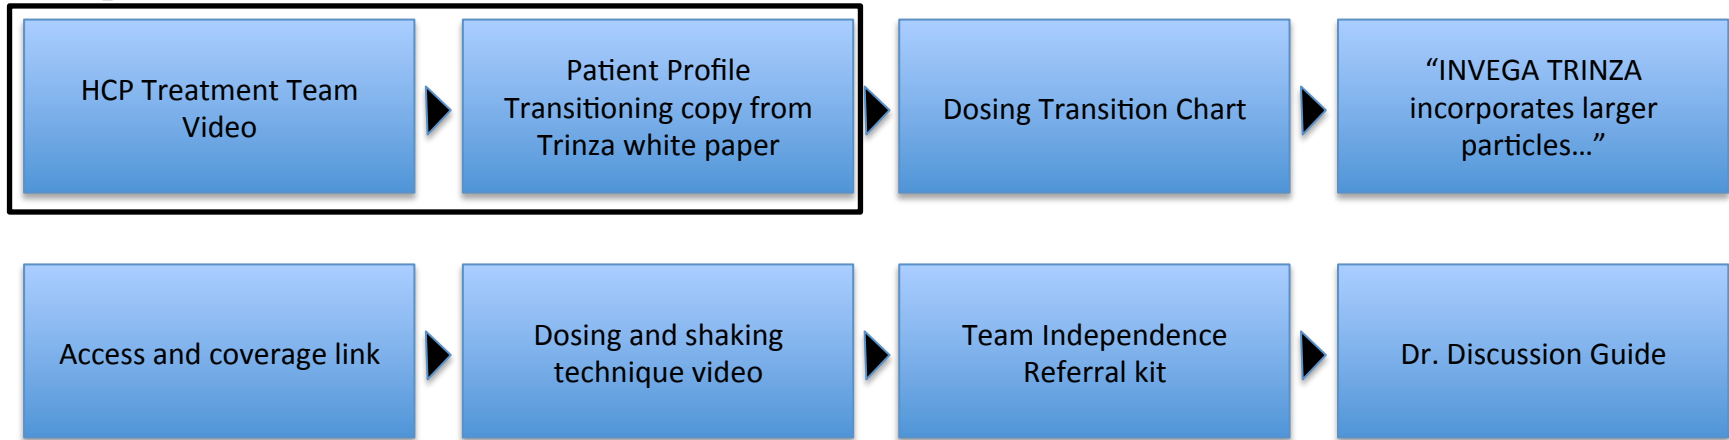 HCP Treatment Team
Video
Patient Profile
Transitioning copy from
Trinza white paper
Dosing Transition Chart
“INVEGA TRINZA
incorporates larger
particles…”
Access and coverage link
Dosing and shaking
technique video
Team Independence
Referral kit
Dr. Discussion Guide